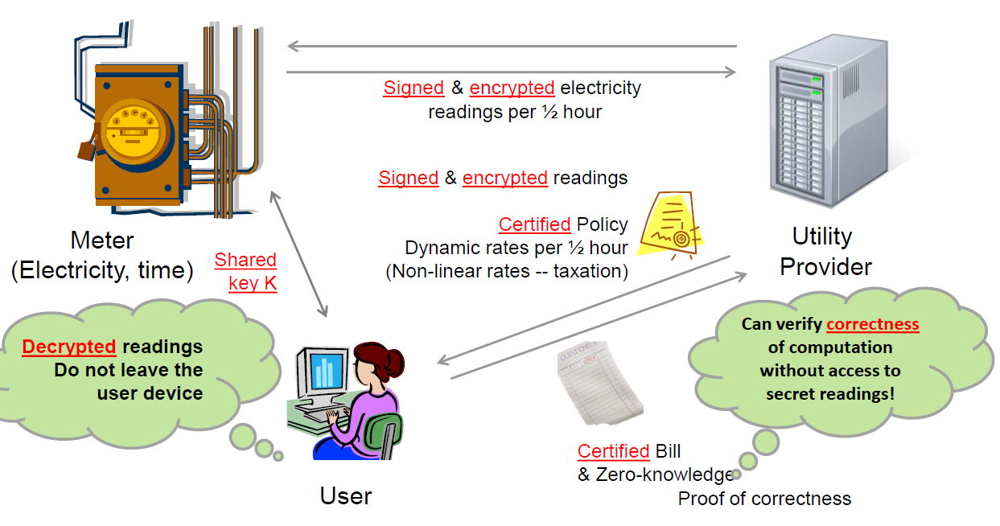 Signed & encrypted electricity
readings per ½ hour
Signed & encrypted readings
Certified Policy
Dynamic rates per ½ hour
(Non-linear rates -- taxation)
Meter
(Electricity, time)
Shared
key K
Utility
Provider
Decrypted readings
Do not leave the
user device
Can verify correctness
of computation
without access to
secret readings!
GUEST CHECK
Certified Bill
& Zero-knowledge
Proof of correctness
User